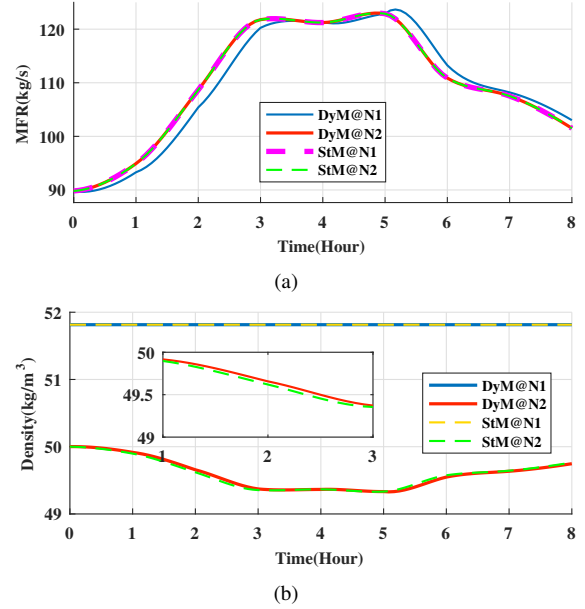 120
110
100
90
MFR(kg/s)
DyM@N1
DyM@N2
StM@N1
StM@N2
0 1 2 3 4 5 6 7 8
Time(Hour)
(a)
52
51
50
49
Density(kg/m³)
50
49.5
49
1 2 3
DyM@N1
DyM@N2
StM@N1
StM@N2
0 1 2 3 4 5 6 7 8
Time(Hour)
(b)